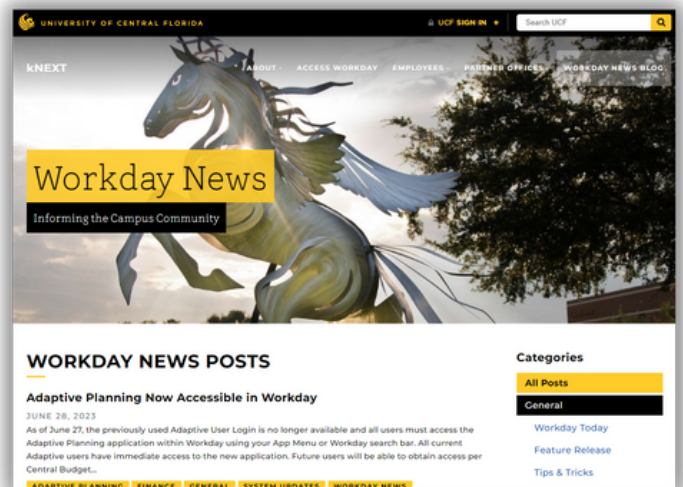 UNIVERSITY OF CENTRAL FLORIDA
UCF SIGN IN
Search UCF
kNEXT
ABOUT
ACCESS WORKDAY
EMPLOYEES
PARTNER OFFICES
WORKDAY NEWS BLOG
Workday News
Informing the Campus Community
WORKDAY NEWS POSTS
Adaptive Planning Now Accessible in Workday
JUNE 28, 2023
As of June 27, the previously used Adaptive User Login is no longer available and all users must access the
Adaptive Planning application within Workday using your App Menu or Workday search bar. All current
Adaptive users have immediate access to the new application. Future users will be able to obtain access per
Central Budget...
ADAPTIVE PLANNING FINANCE GENERAL SYSTEM UPDATES WORKDAY NEWS
Categories
All Posts
General
Workday Today
Feature Release
Tips & Tricks